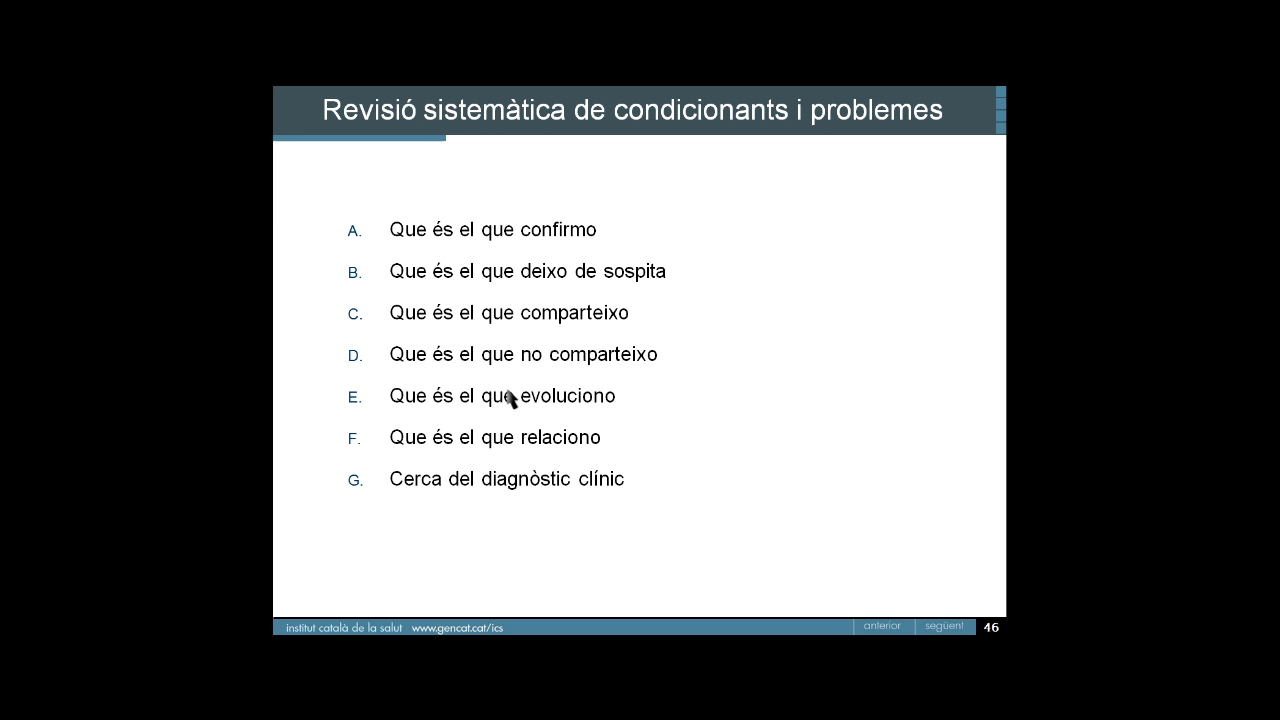 Revisió sistemàtica de condicionants i problemes
A. Que és el que confirmo
B. Que és el que deixo de sospita
C. Que és el que comparteixo
D. Que és el que no comparteixo
E. Que és el que evoluciono
F. Que és el que relaciono
G. Cerca del diagnòstic clínic
institut català de la salut www.gencat.cat/ics anterior següent 46